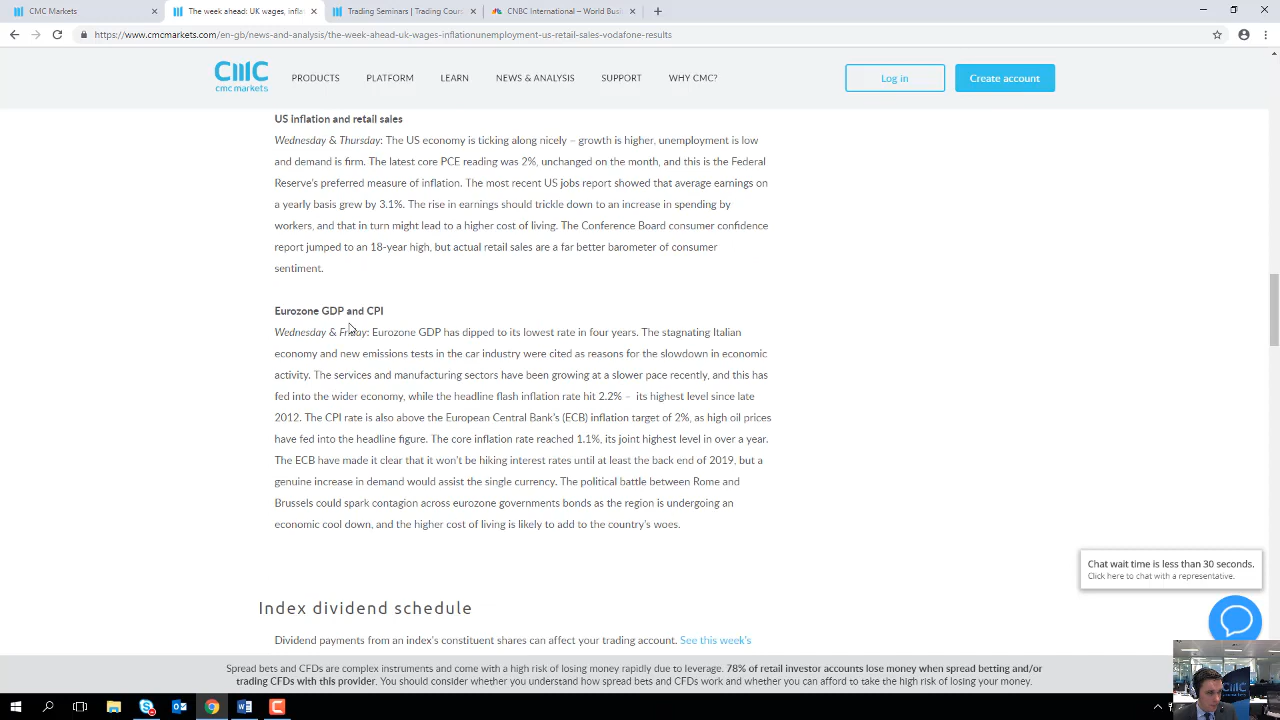 CMC Markets
The week ahead: UK wages, infla
Trading Seminars | Trading Cours
CNBC International – World Busi
https://www.cmcmarkets.com/en-gb/news-and-analysis/the-week-ahead-uk-wages-inflationunemployment-us-retail-sales-vodafone-results
cmc markets
PRODUCTS PLATFORM LEARN NEWS & ANALYSIS SUPPORT WHY CMC?
Log in
Create account
US inflation and retail sales
Wednesday & Thursday: The US economy is ticking along nicely – growth is higher, unemployment is low
and demand is firm. The latest core PCE reading was 2%, unchanged on the month, and this is the Federal
Reserve's preferred measure of inflation. The most recent US jobs report showed that average earnings on
a yearly basis grew by 3.1%. The rise in earnings should trickle down to an increase in spending by
workers, and that in turn might lead to a higher cost of living. The Conference Board consumer confidence
report jumped to an 18-year high, but actual retail sales are a far better barometer of consumer
sentiment.
Eurozone GDP and CPI
Wednesday & Friday: Eurozone GDP has dipped to its lowest rate in four years. The stagnating Italian
economy and new emissions tests in the car industry were cited as reasons for the slowdown in economic
activity. The services and manufacturing sectors have been growing at a slower pace recently, and this has
fed into the wider economy, while the headline flash inflation rate hit 2.2% – its highest level since late
2012. The CPI rate is also above the European Central Bank's (ECB) inflation target of 2%, as high oil prices
have fed into the headline figure. The core inflation rate reached 1.1%, its joint highest level in over a year.
The ECB have made it clear that it won't be hiking interest rates until at least the back end of 2019, but a
genuine increase in demand would assist the single currency. The political battle between Rome and
Brussels could spark contagion across eurozone governments bonds as the region is undergoing an
economic cool down, and the higher cost of living is likely to add to the country's woes.
Chat wait time is less than 30 seconds.
Click here to chat with a representative.
Index dividend schedule
Dividend payments from an index's constituent shares can affect your trading account. See this week's
Spread bets and CFDs are complex instruments and come with a high risk of losing money rapidly due to leverage. 78% of retail investor accounts lose money when spread betting and/or
trading CFDs with this provider. You should consider whether you understand how spread bets and CFDs work and whether you can afford to take the high risk of losing your money.